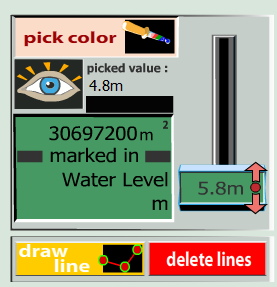 pick color
picked value :
4.8m
30697200m 2
marked in
Water Level
m
5.8m
draw
line
delete lines